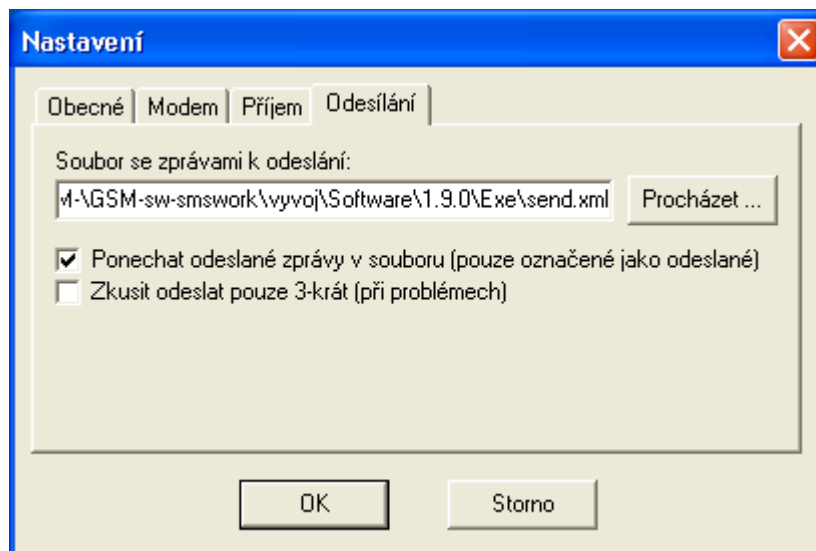 Nastavení
Obecné Modem Příjem Odesílání
Soubor se zprávami k odeslání:
\GSM-sw-smswork\vyvoj\Software\1.9.0\Exe\send.xml Procházet ...
Ponechat odeslané zprávy v souboru (pouze označené jako odeslané)
Zkusit odeslat pouze 3-krát (při problémech)
OK Storno